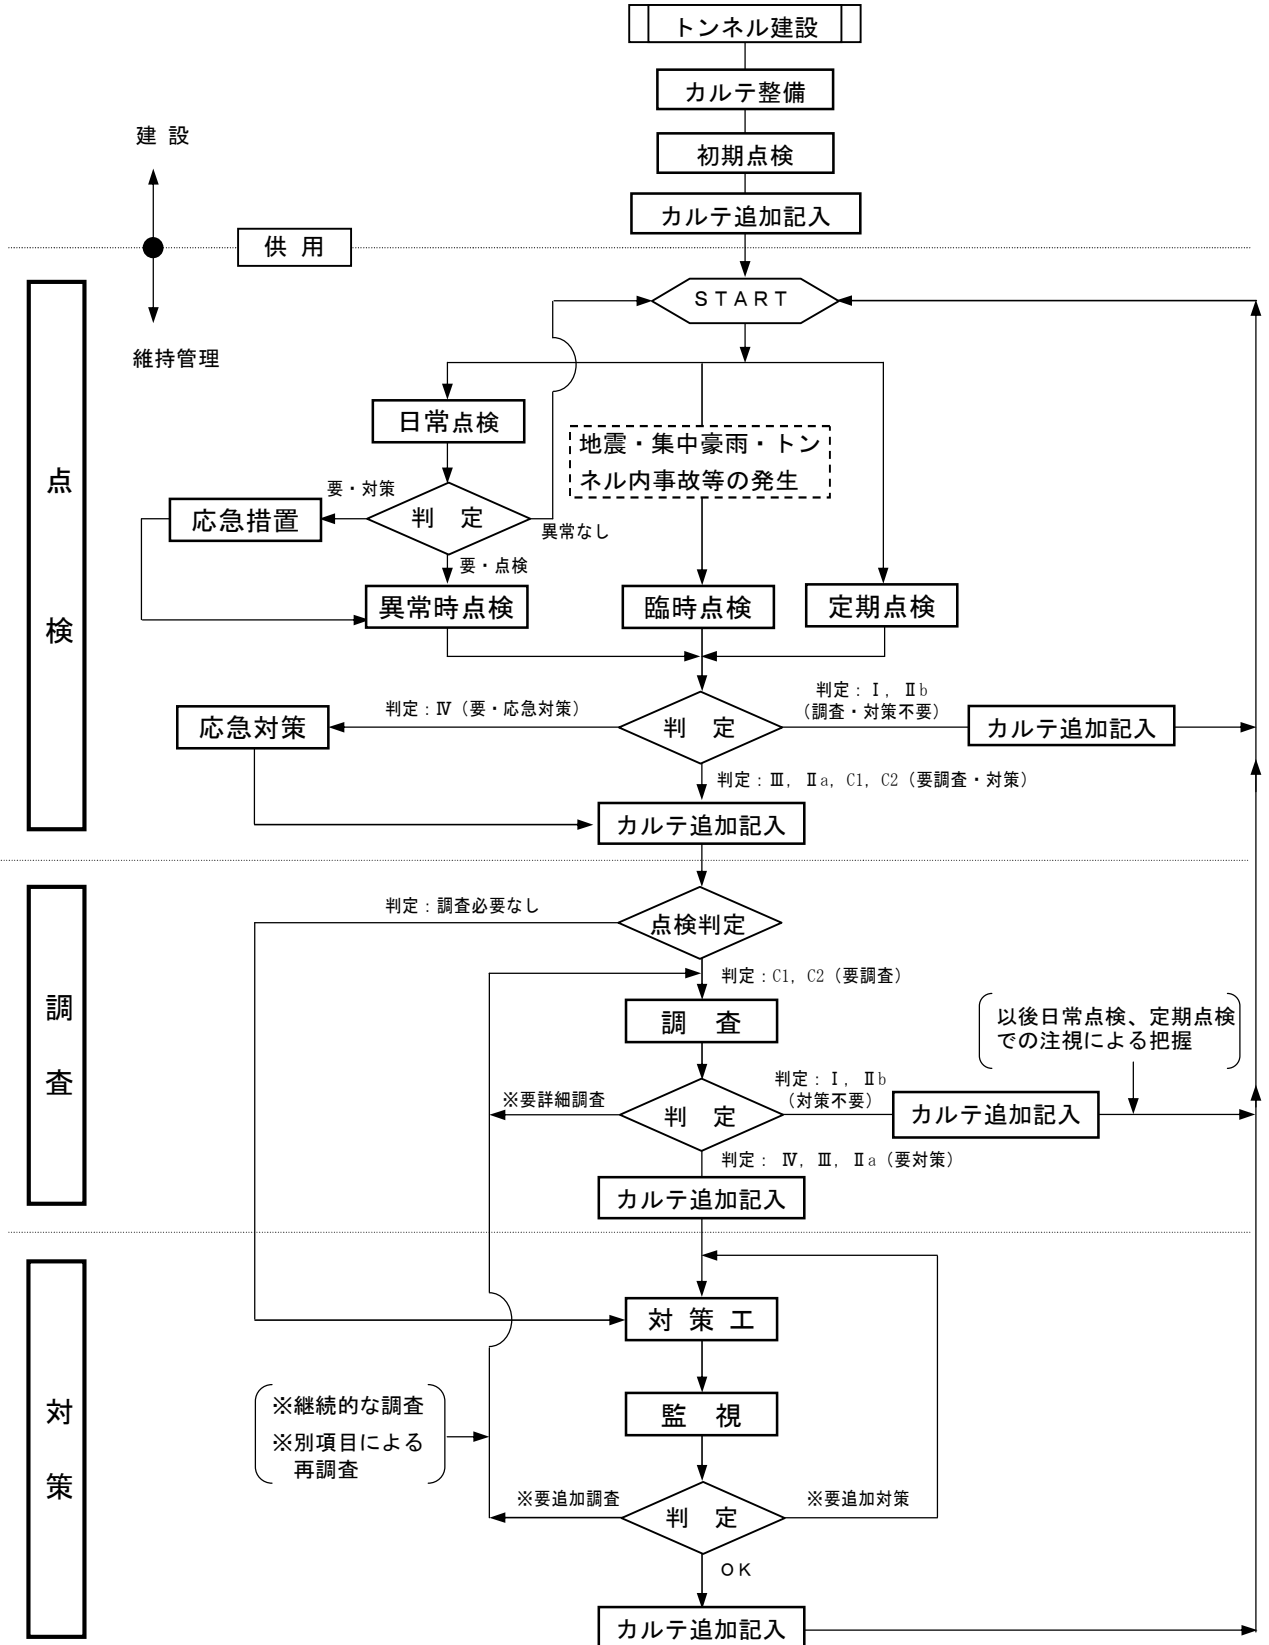 トンネル建設
カルテ整備
建 設
初期点検
カルテ追加記入
供 用
START
維持管理
点
検
日常点検
地震・集中豪雨・トン
ネル内事故等の発生
要・対策
応急措置
判 定
異常なし
要・点検
異常時点検
臨時点検
定期点検
判定：Ⅰ，Ⅱb
（調査・対策不要）
判定：Ⅳ（要・応急対策）
応急対策
判 定
カルテ追加記入
判定：Ⅲ，Ⅱa，C1，C2（要調査・対策）
カルテ追加記入
調
査
判定：調査必要なし
点検判定
判定：C1，C2（要調査）
調 査
以後日常点検、定期点検
での注視による把握
判定：Ⅰ，Ⅱb
（対策不要）
※要詳細調査
判 定
カルテ追加記入
判定：Ⅳ，Ⅲ，Ⅱa（要対策）
カルテ追加記入
対
策
対 策 工
監 視
※継続的な調査
※別項目による
再調査
※要追加調査
※要追加対策
判 定
OK
カルテ追加記入